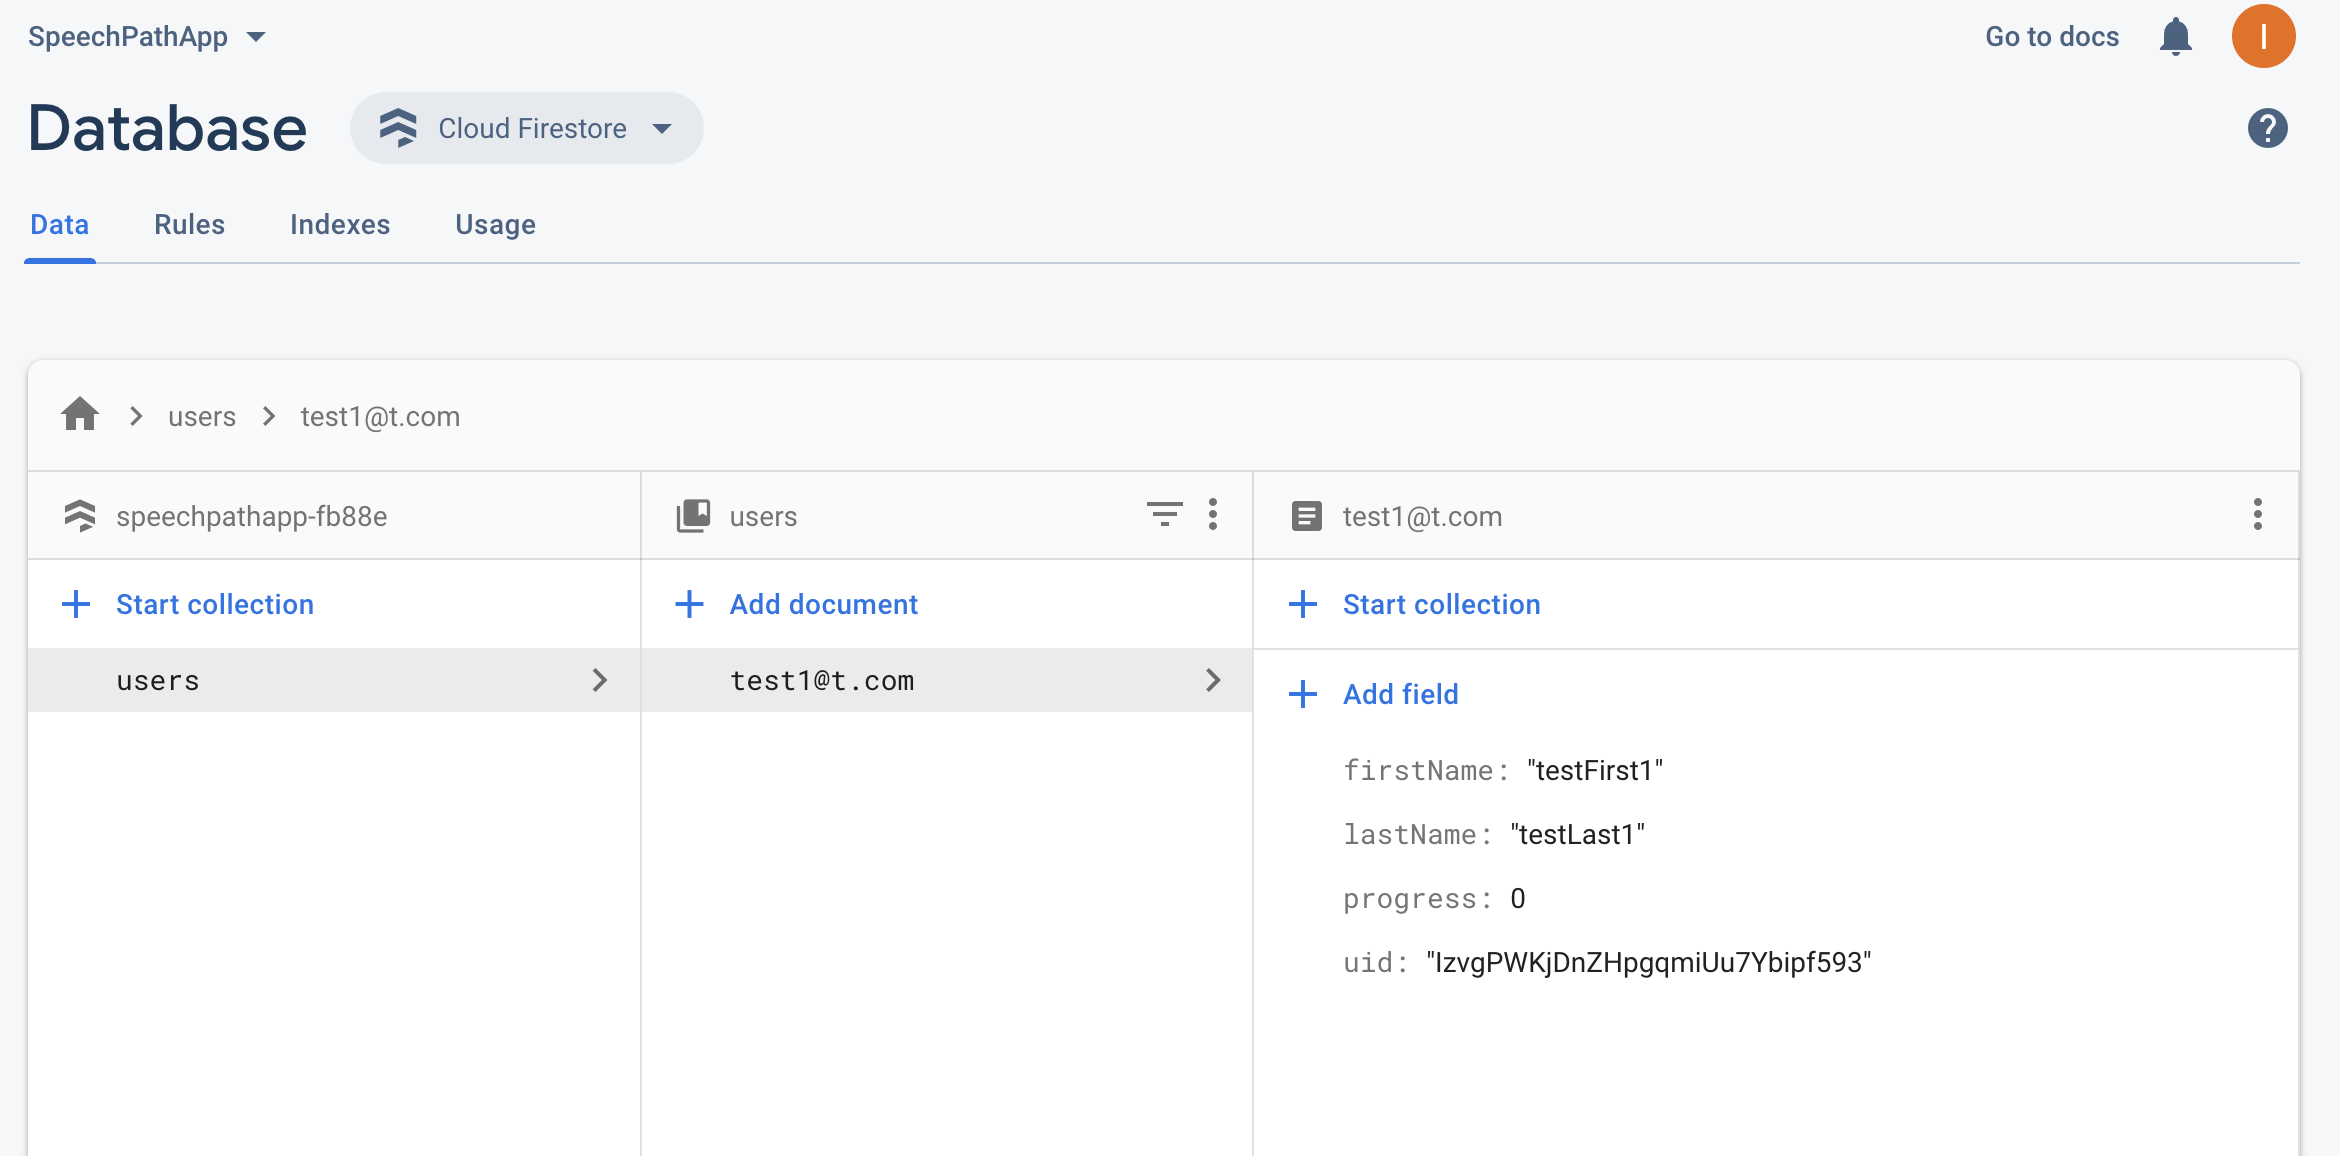 SpeechPathApp
Go to docs
I
Database
Cloud Firestore
?
Data Rules Indexes Usage
users
test1@t.com
speechpathapp-fb88e
users
test1@t.com
Start collection
Add document
Start collection
users
test1@t.com
Add field
firstName: "testFirst1"
lastName: "testLast1"
progress: 0
uid: "IzvgPWKjDnZHpgqmiUu7Ybipf593"